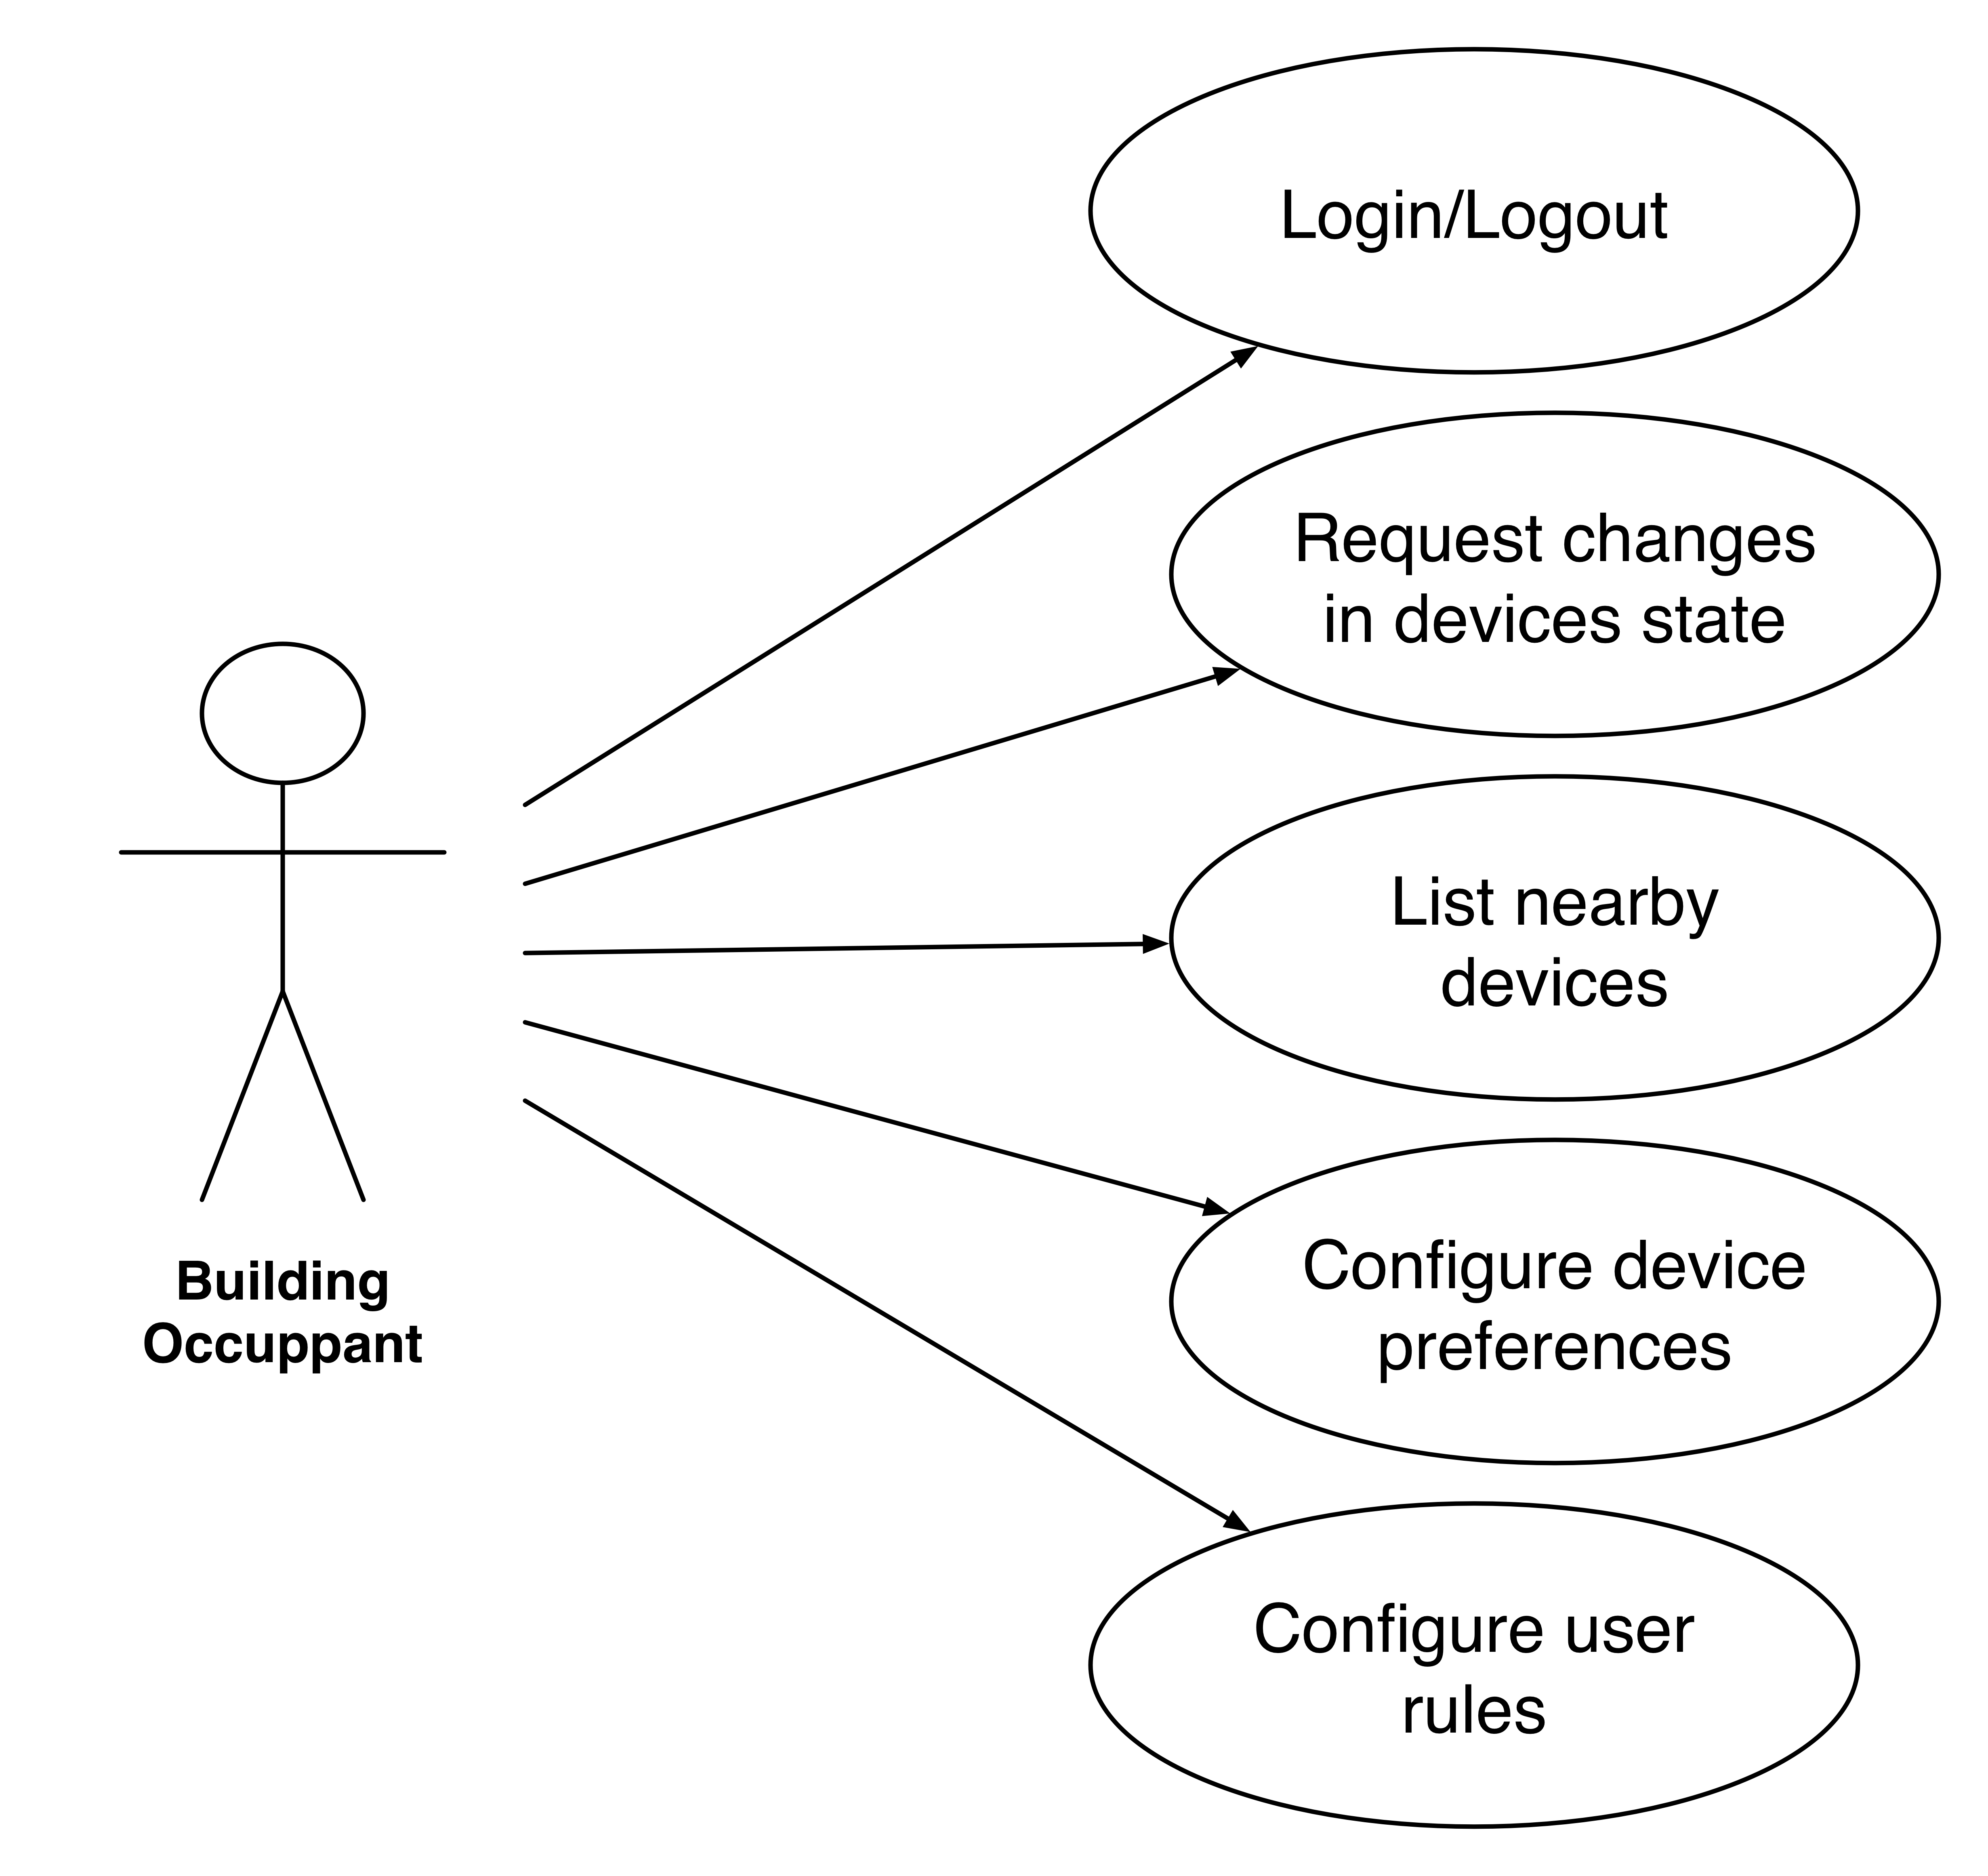 Login/Logout
Request changes
in devices state
List nearby
devices
Configure device
preferences
Configure user
rules
Building
Occuppant